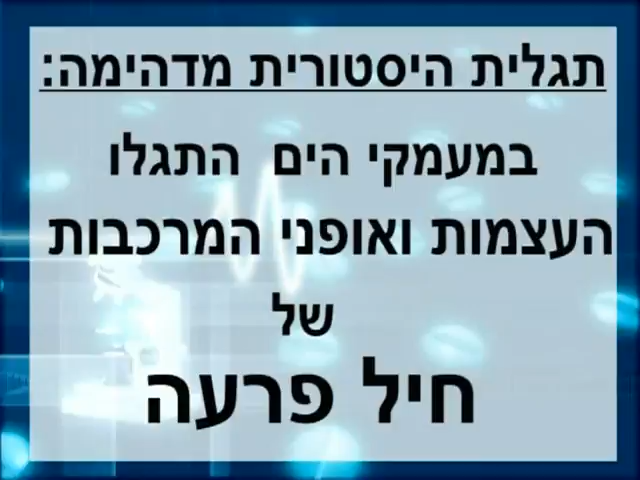 תגלית היסטורית מדהימה:
במעמקי הים התגלו
העצמות ואופני המרכבות
של
חיל פרעה